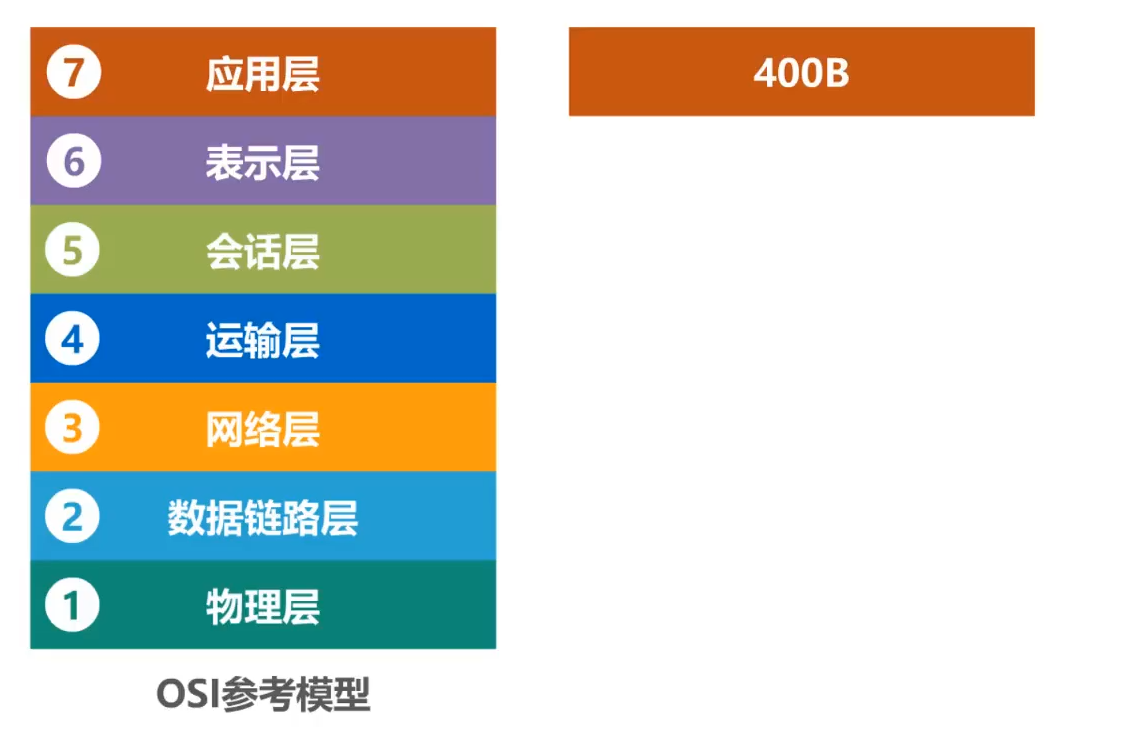 7 应用层
400B
6 表示层
5 会话层
4 运输层
3 网络层
2 数据链路层
1 物理层
OSI参考模型